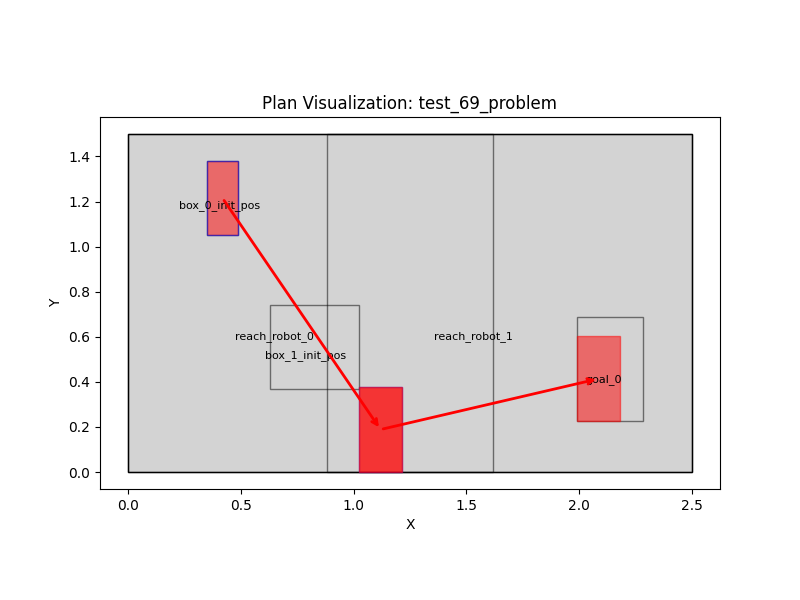 Plan Visualization: test_69_problem
1.4
1.2
1.0
0.8
0.6
0.4
0.2
0.0
Y
box_0_init_pos
reach_robot_0
reach_robot_1
box_1_init_pos
goal_0
0.0
0.5
1.0
1.5
2.0
2.5
X